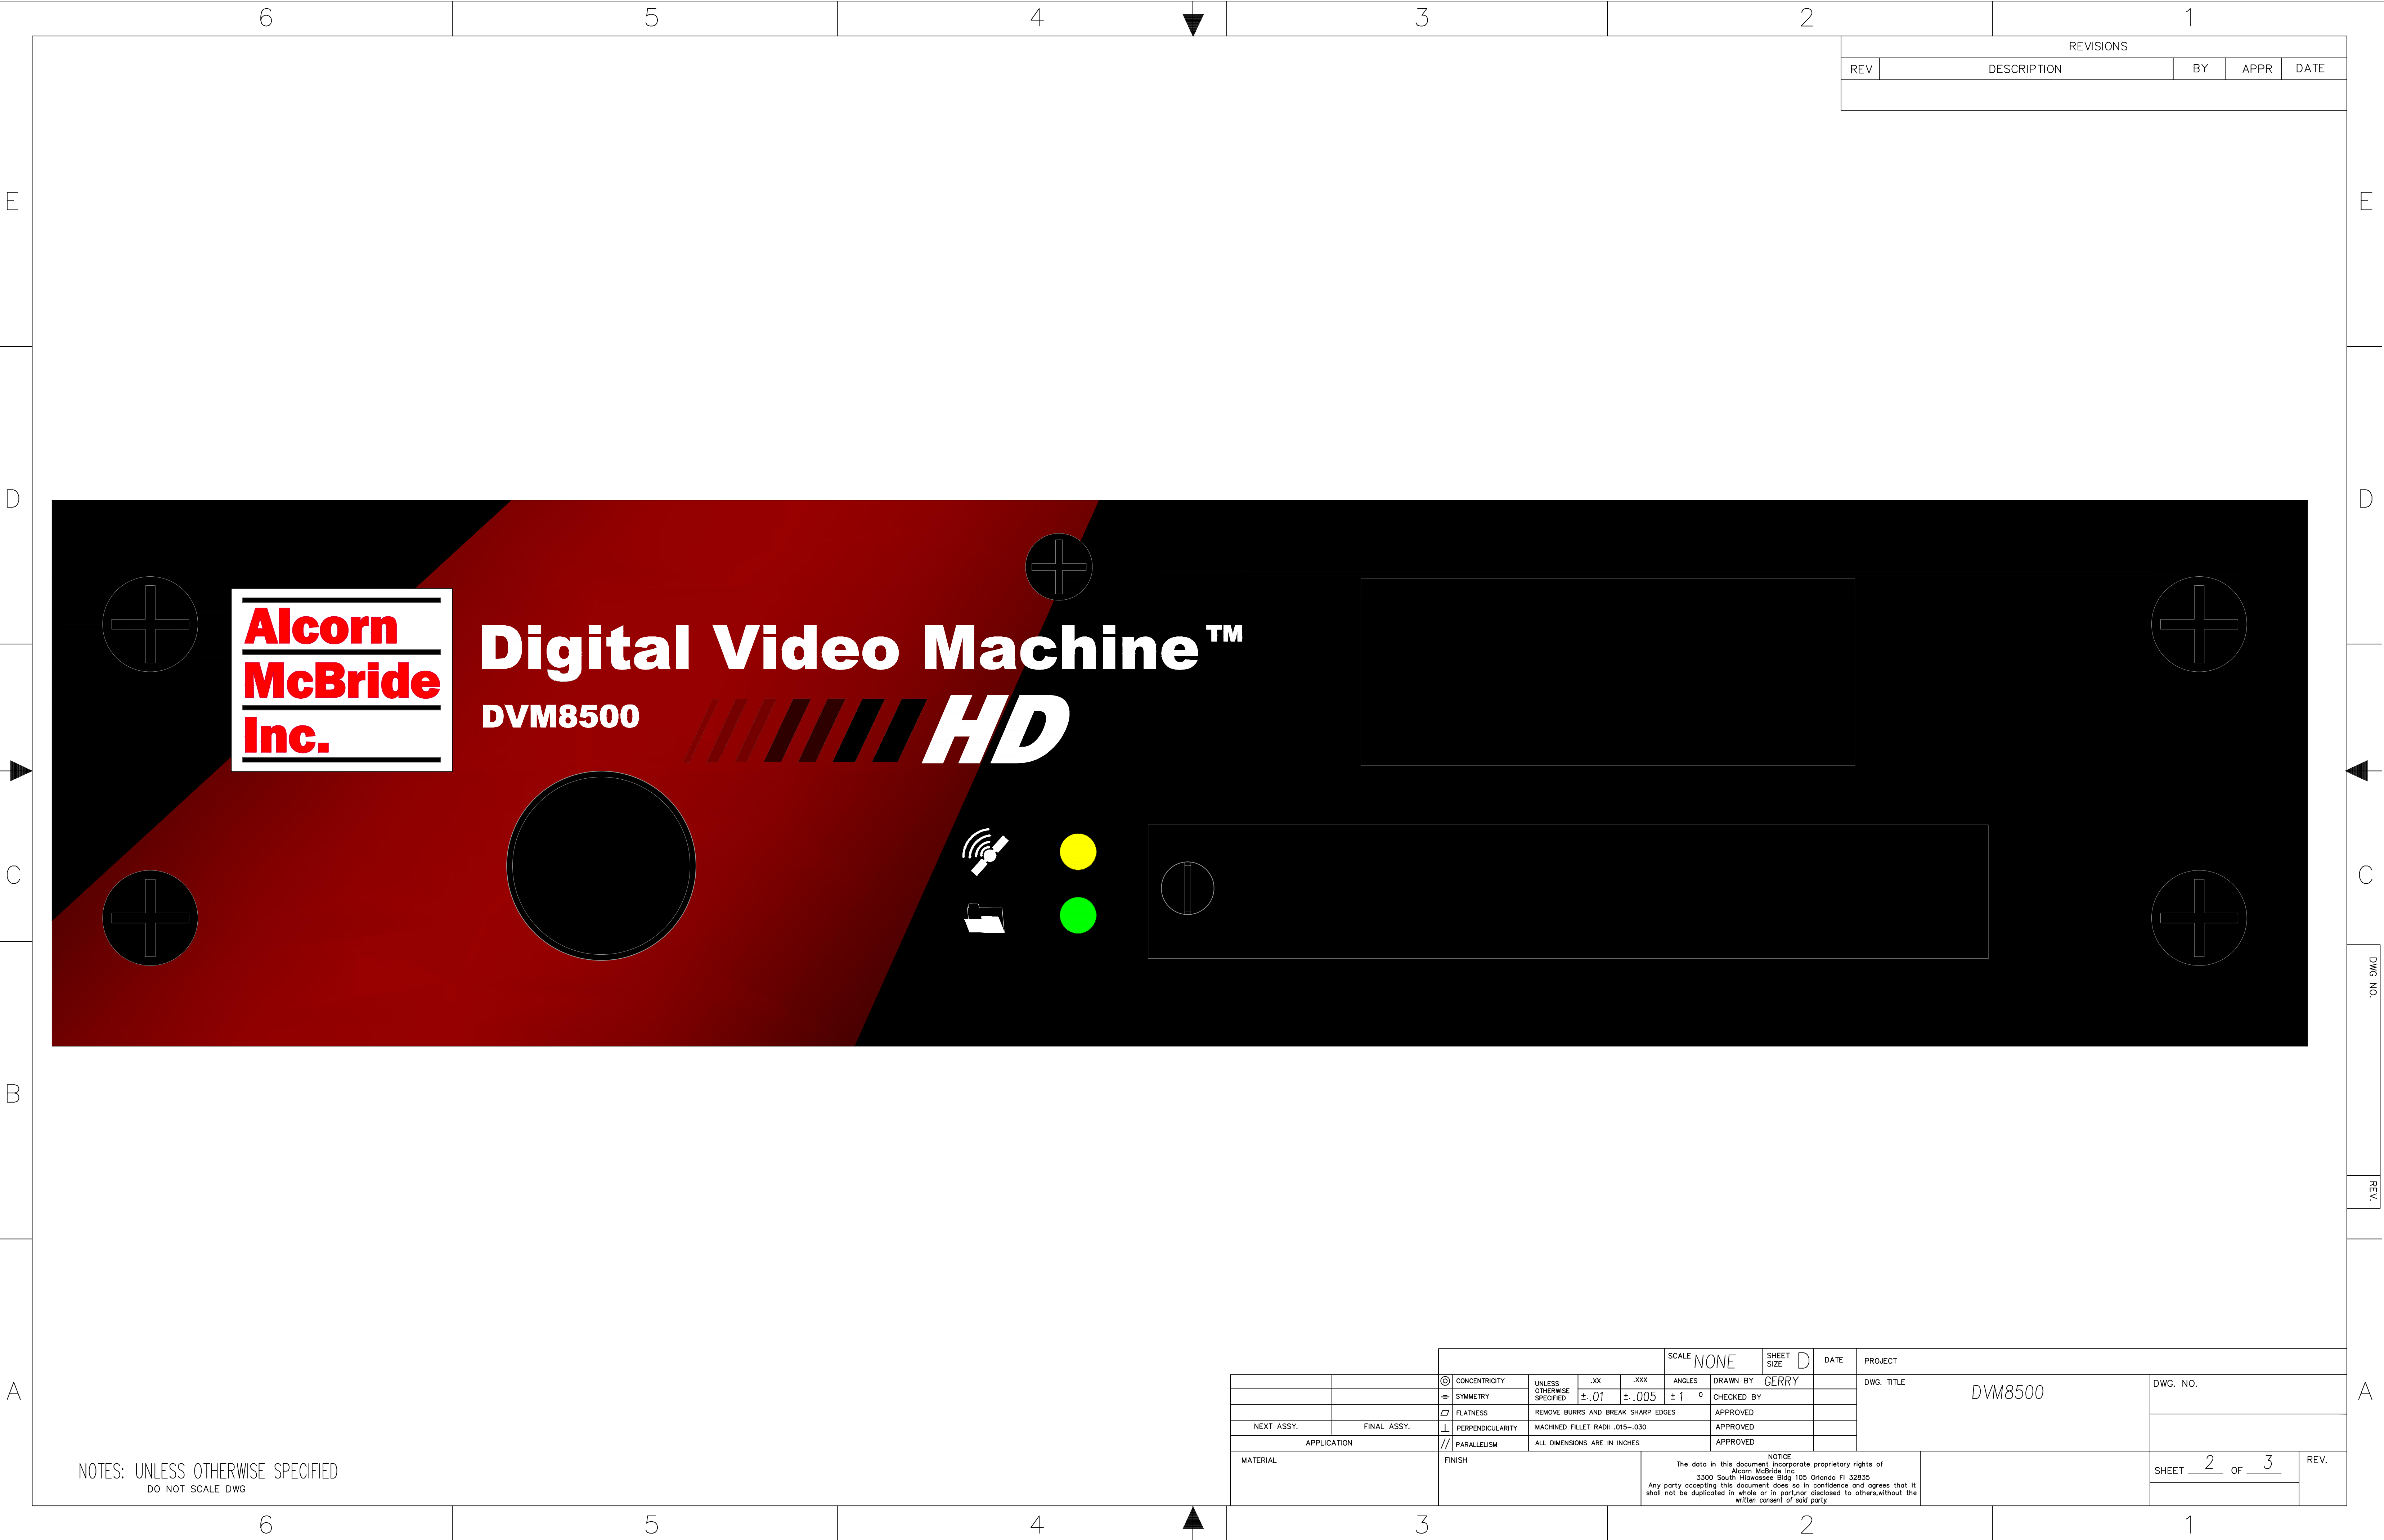 6 5 4 3 2 1
REVISIONS
REV DESCRIPTION BY APPR DATE
E E
D D
Alcorn
McBride
Inc.
Digital Video Machine™
DVM8500
HD
C C
DWG NO.
REV.
B
SCALE NONE SHEET SIZE D DATE PROJECT
CONCENTRICITY UNLESS OTHERWISE SPECIFIED .XX .XXX ANGLES DRAWN BY GERRY DWG. TITLE DVM8500 DWG. NO.
SYMMETRY ±.01 ±.005 ±1 ° CHECKED BY
A A
FLATNESS REMOVE BURRS AND BREAK SHARP EDGES APPROVED
NEXT ASSY. FINAL ASSY. PERPENDICULARITY MACHINED FILLET RADII .015-.030 APPROVED
APPLICATION // PARALLELISM ALL DIMENSIONS ARE IN INCHES APPROVED
MATERIAL FINISH
NOTICE
The data in this document incorporate proprietary rights of
Alcorn McBride Inc
3300 South Hiawassee Bldg 105 Orlando Fl 32835
Any party accepting this document does so in confidence and agrees that it
shall not be duplicated in whole or in part,nor disclosed to others,without the
written consent of said party.
SHEET 2 OF 3 REV.
NOTES: UNLESS OTHERWISE SPECIFIED
DO NOT SCALE DWG
6 5 4 3 2 1